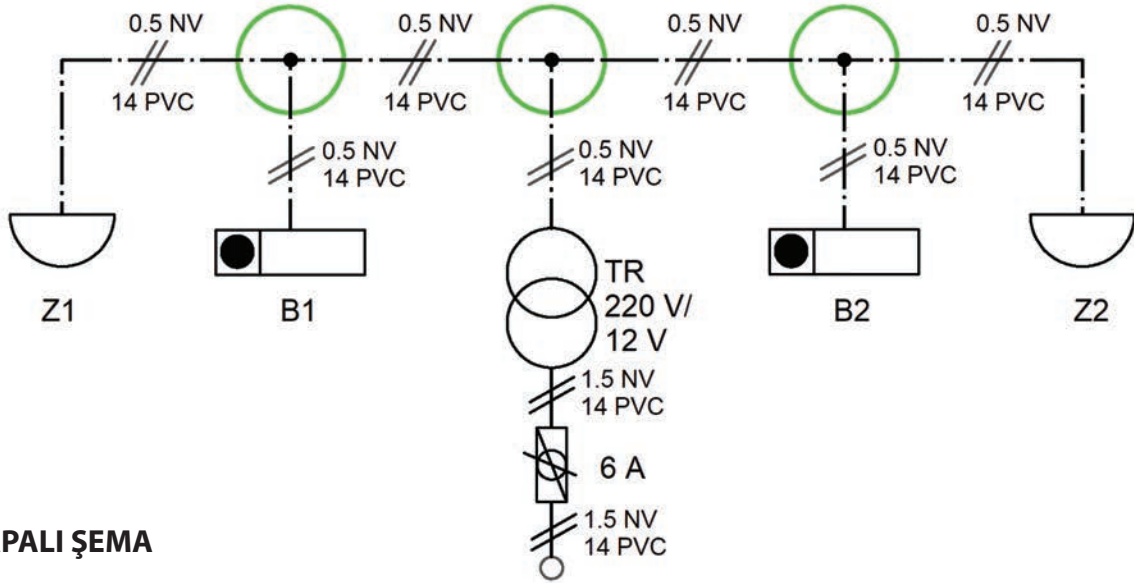 0.5 NV
14 PVC
0.5 NV
14 PVC
0.5 NV
14 PVC
0.5 NV
14 PVC
0.5 NV
14 PVC
0.5 NV
14 PVC
0.5 NV
14 PVC
Z1
B1
TR
220 V/
12 V
B2
Z2
1.5 NV
14 PVC
6 A
1.5 NV
14 PVC
PALI ŞEMA